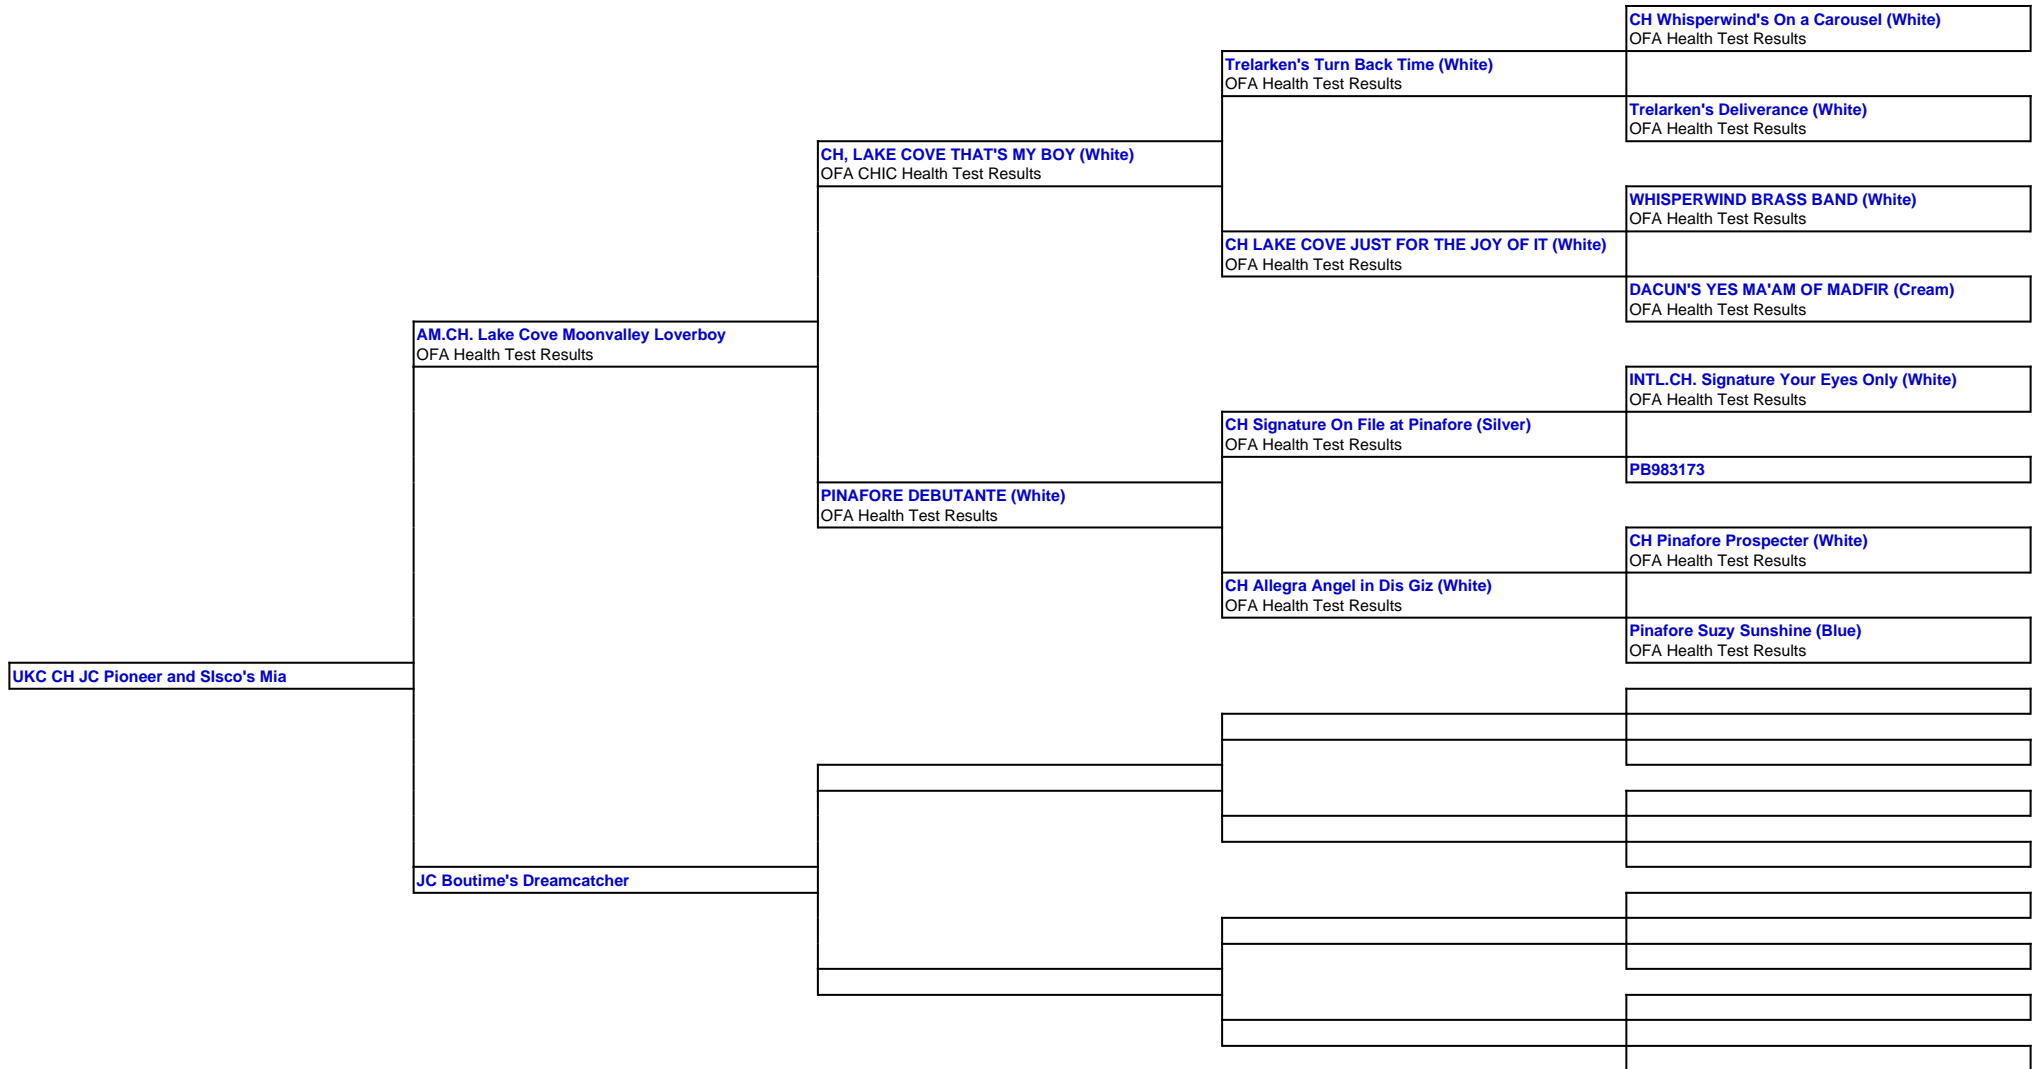 CH Whisperwind's On a Carousel (White)
OFA Health Test Results
Trelarken's Turn Back Time (White)
OFA Health Test Results
Trelarken's Deliverance (White)
OFA Health Test Results
CH, LAKE COVE THAT'S MY BOY (White)
OFA CHIC Health Test Results
WHISPERWIND BRASS BAND (White)
OFA Health Test Results
CH LAKE COVE JUST FOR THE JOY OF IT (White)
OFA Health Test Results
DACUN'S YES MA'AM OF MADFIR (Cream)
OFA Health Test Results
AM.CH. Lake Cove Moonvalley Loverboy
OFA Health Test Results
INTL.CH. Signature Your Eyes Only (White)
OFA Health Test Results
CH Signature On File at Pinafore (Silver)
OFA Health Test Results
PB983173
PINAFORE DEBUTANTE (White)
OFA Health Test Results
CH Pinafore Prospecter (White)
OFA Health Test Results
CH Allegra Angel in Dis Giz (White)
OFA Health Test Results
Pinafore Suzy Sunshine (Blue)
OFA Health Test Results
UKC CH JC Pioneer and SIsco's Mia
JC Boutime's Dreamcatcher